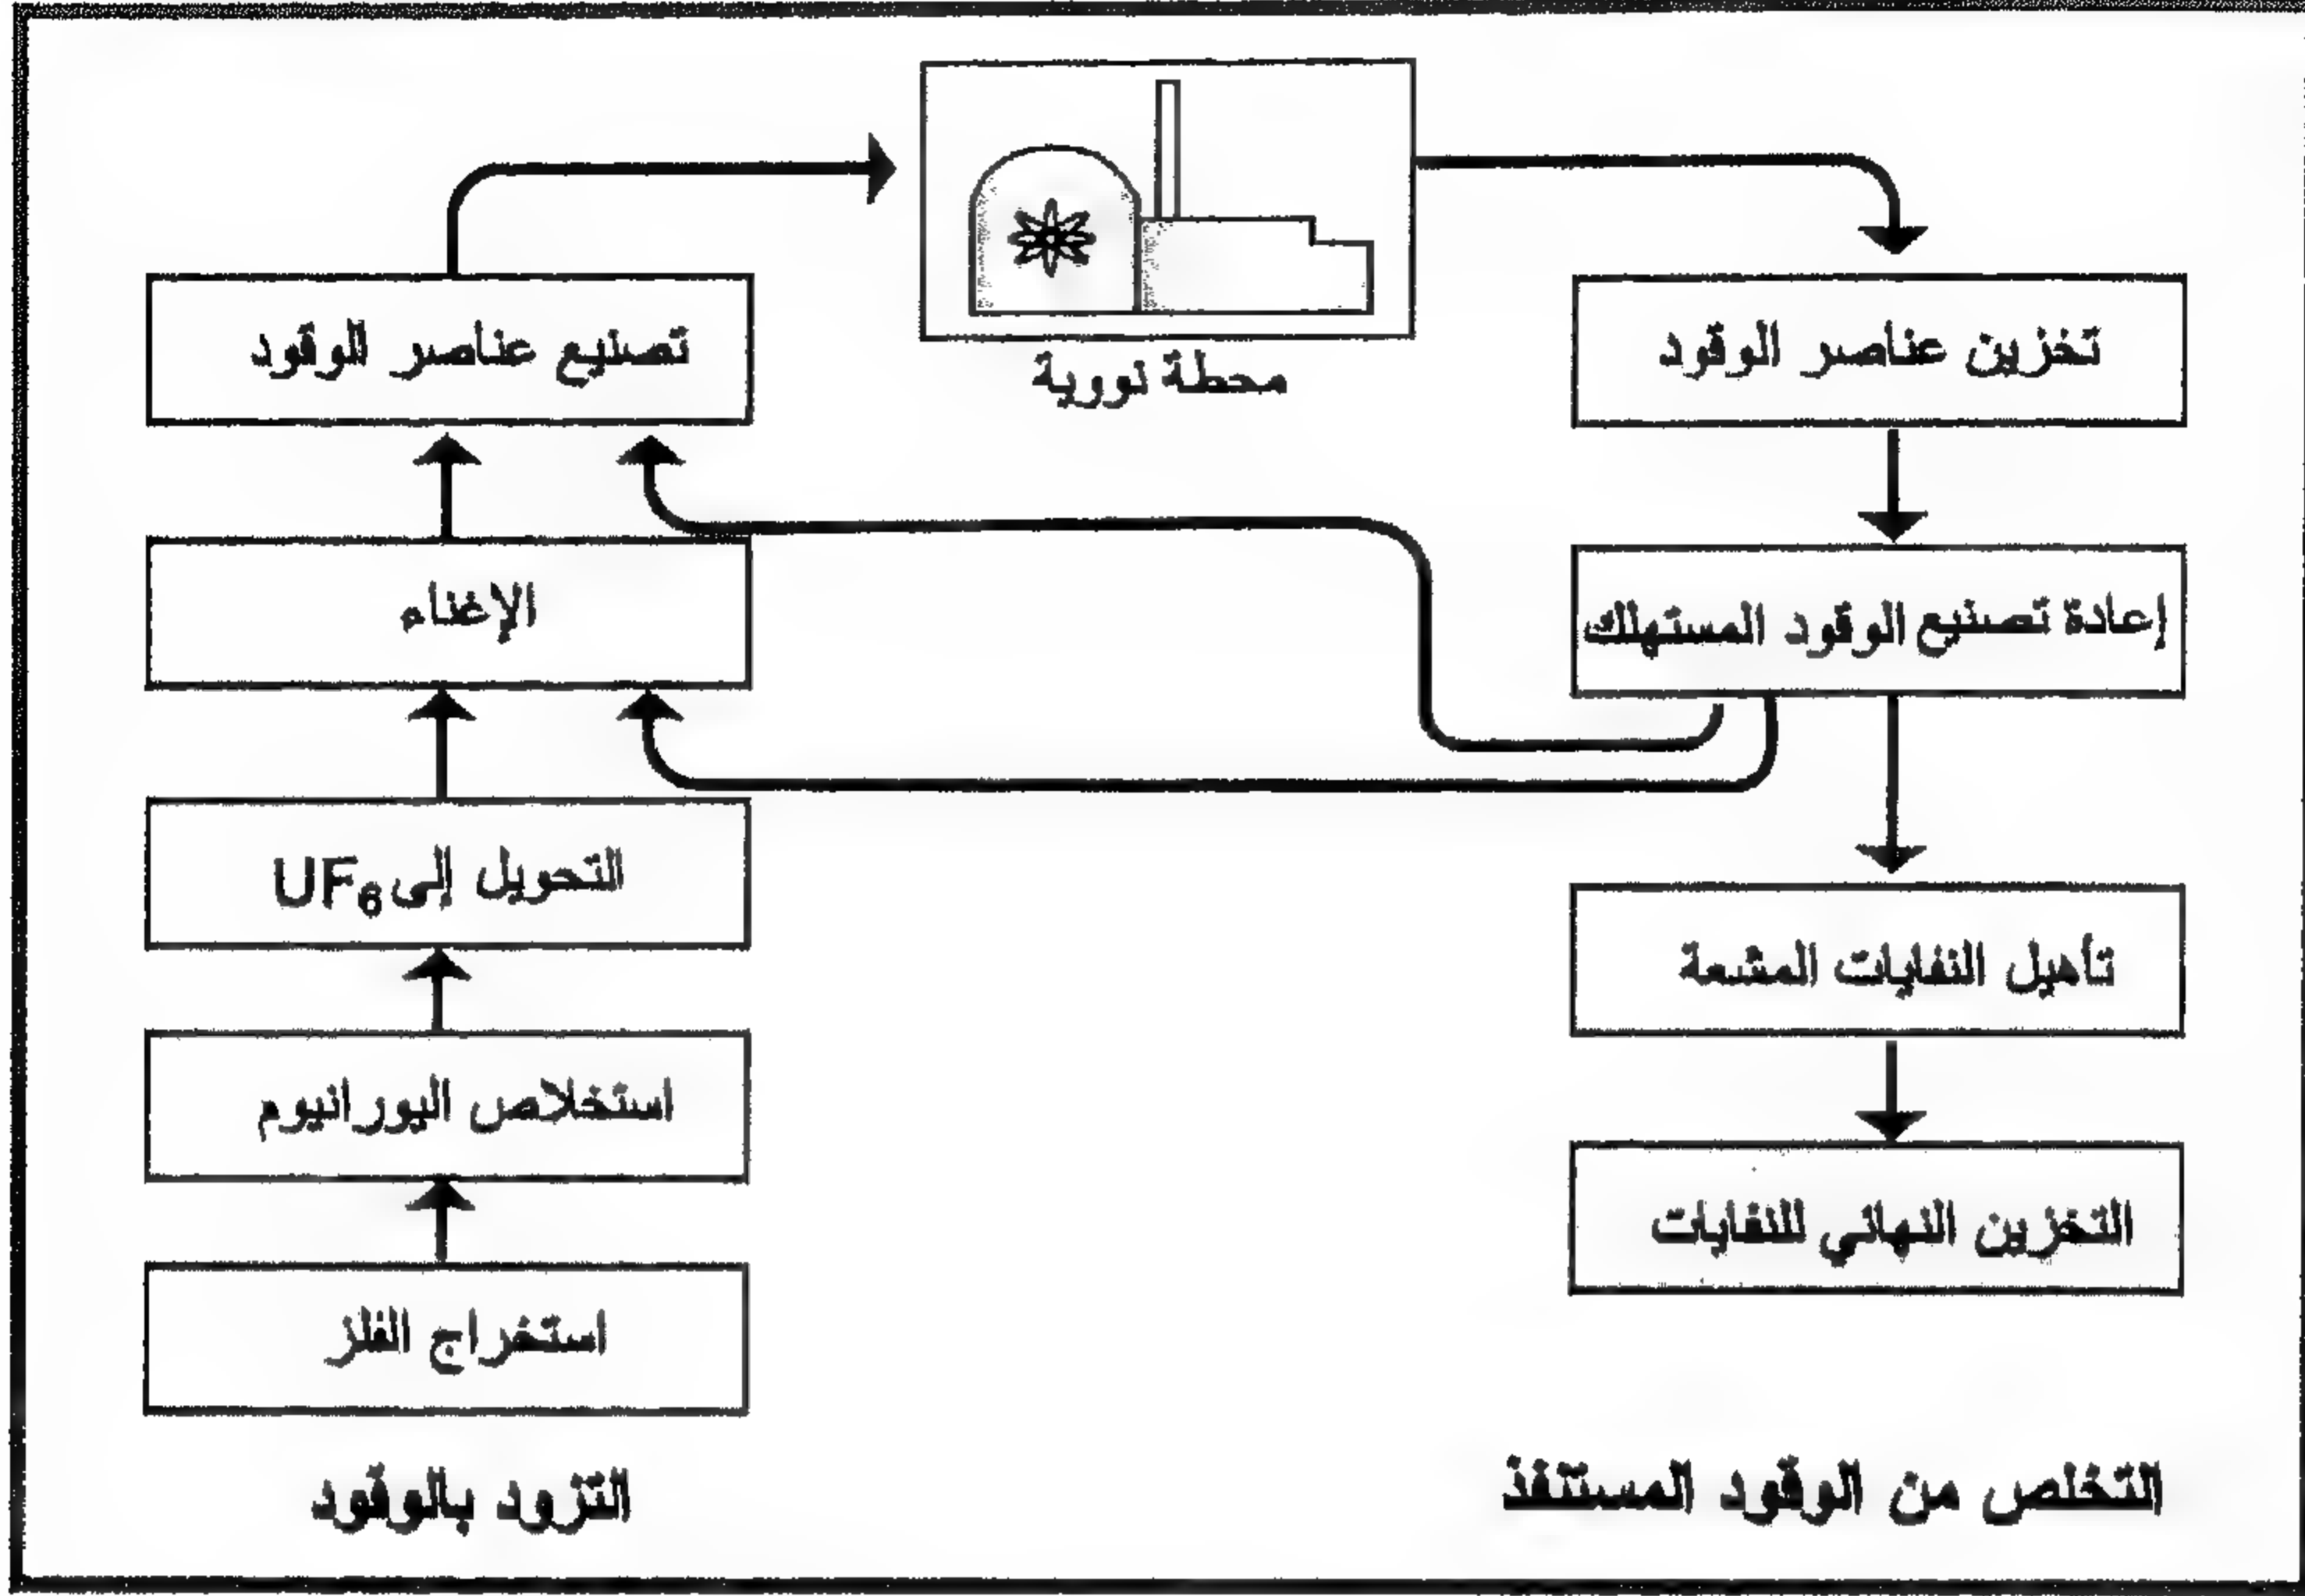 محطة نووية
تخزين عناصر الوقود
إعادة تصنيع الوقود المستهلك
تأهيل النفايات المشعة
التخزين النهائي للنفايات
التخلص من الوقود المستنفذ
تصنيع عناصر الوقود
الإغناء
التحويل إلى UF₆
استخلاص اليورانيوم
استخراج الفلز
التزود بالوقود